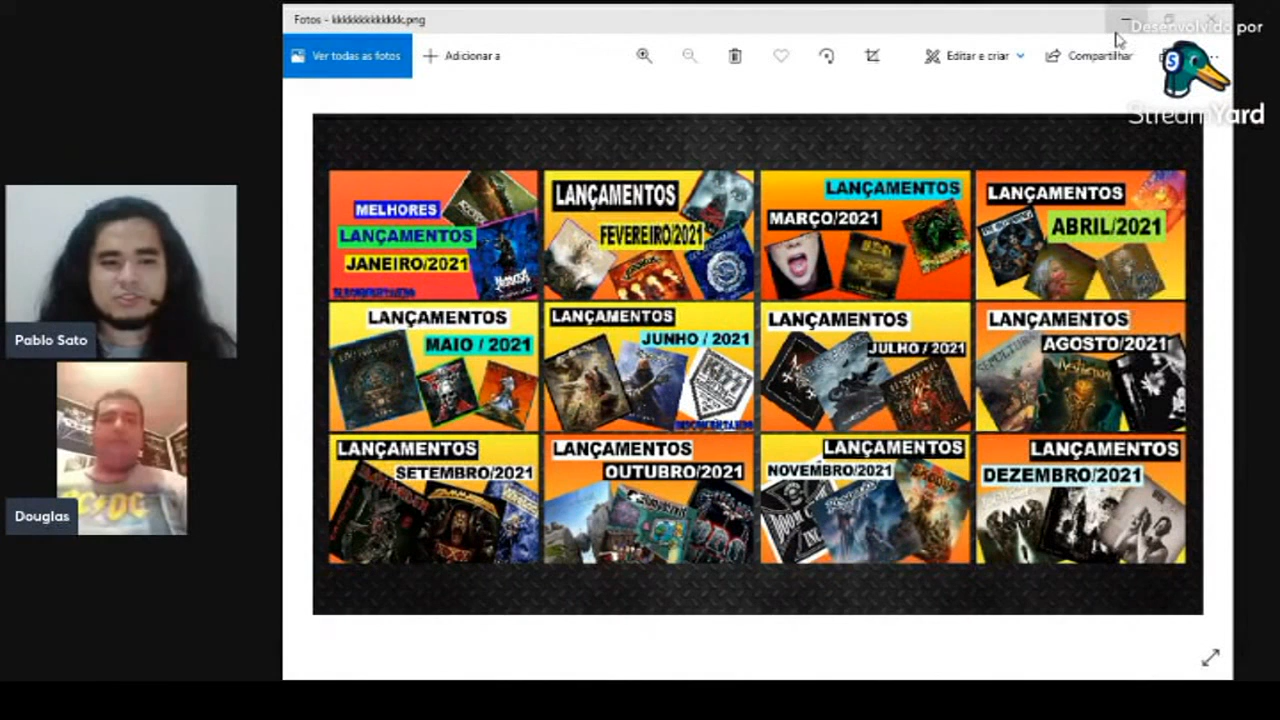 Fotos - kkkkkkkkkkkkk.png
Desenvolvido por
Ver todas as fotos
Adicionar a
Editar e criar
Compartilhar
StreamYard
MELHORES
LANÇAMENTOS
JANEIRO/2021
LANÇAMENTOS
FEVEREIRO/2021
LANÇAMENTOS
MARÇO/2021
LANÇAMENTOS
ABRIL/2021
LANÇAMENTOS
MAIO / 2021
LANÇAMENTOS
JUNHO / 2021
LANÇAMENTOS
JULHO / 2021
LANÇAMENTOS
AGOSTO/2021
SEPULTURA
LANÇAMENTOS
SETEMBRO/2021
LANÇAMENTOS
OUTUBRO/2021
LANÇAMENTOS
NOVEMBRO/2021
LANÇAMENTOS
DEZEMBRO/2021
Pablo Sato
Douglas
AC/DC